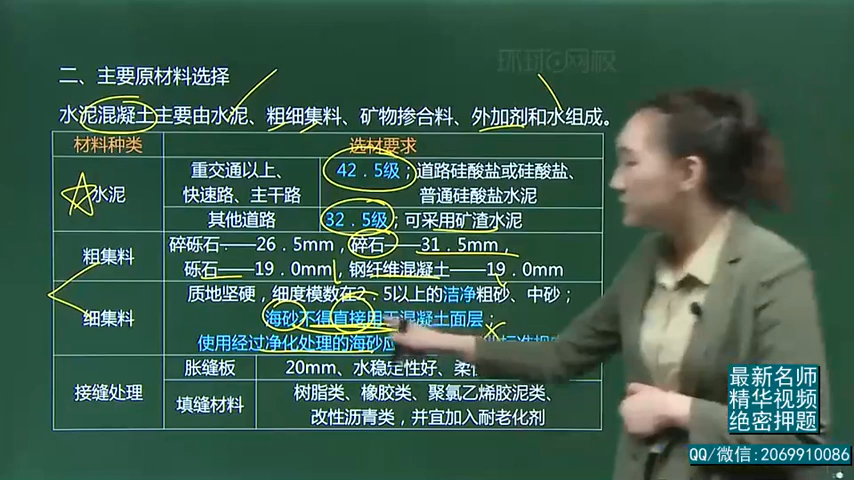 环球网校
二、主要原材料选择
水泥混凝土主要由水泥、粗细集料、矿物掺合料、外加剂和水组成。
材料种类 选材要求
水泥
重交通以上、快速路、主干路
42．5级；道路硅酸盐或硅酸盐、普通硅酸盐水泥
其他道路 32．5级；可采用矿渣水泥
粗集料
碎砾石——26．5mm，碎石——31．5mm，
砾石——19．0mm，钢纤维混凝土——19．0mm
细集料
质地坚硬，细度模数在2．5以上的洁净粗砂、中砂；
海砂不得直接用于混凝土面层；
使用经过净化处理的海砂应
接缝处理
胀缝板 20mm、水稳定性好、柔
填缝材料
树脂类、橡胶类、聚氯乙烯胶泥类、
改性沥青类，并宜加入耐老化剂
最新名师
精华视频
绝密押题
QQ/微信:2069910086